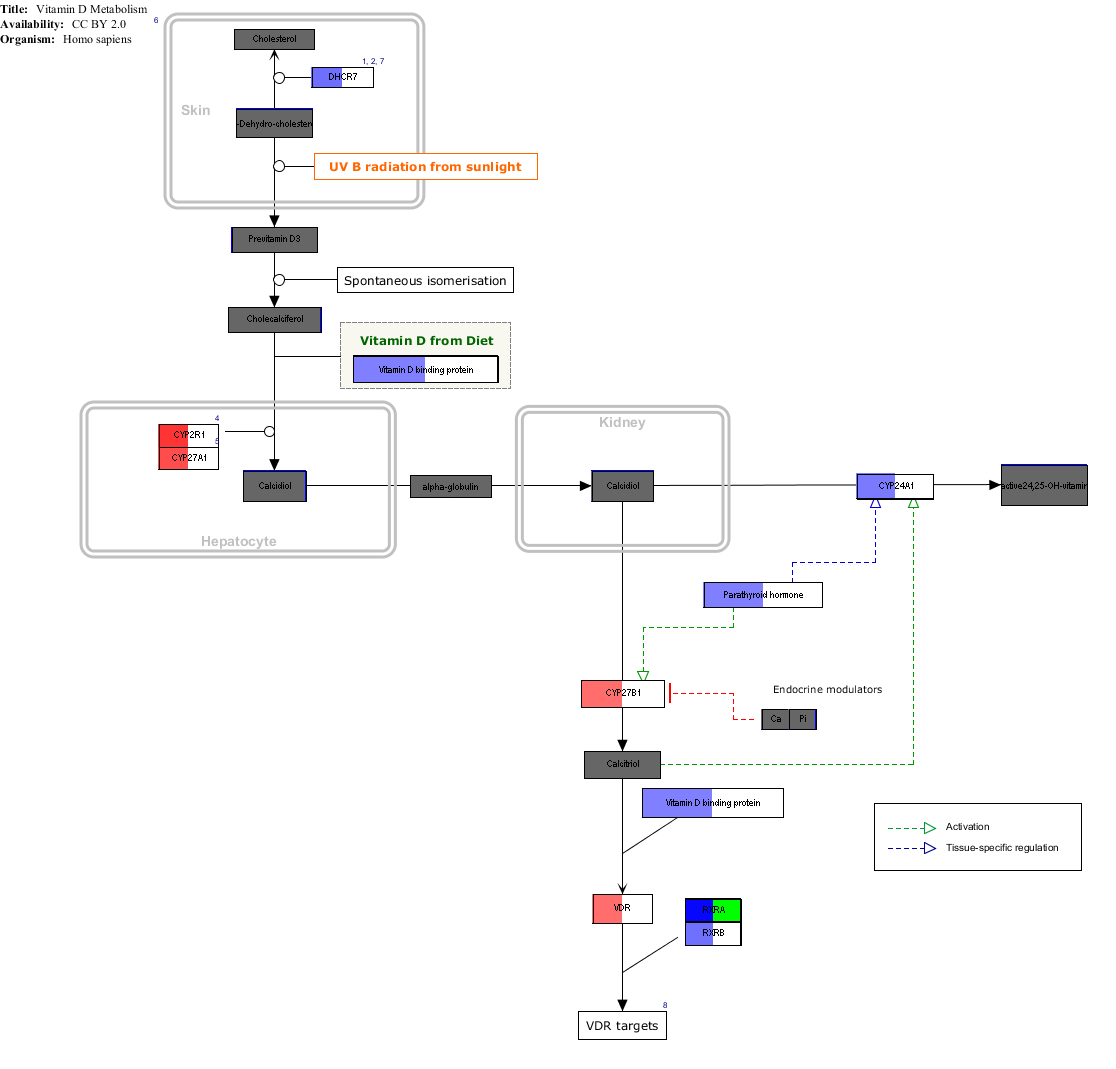 Title: Vitamin D Metabolism
Availability: CC BY 2.0
Organism: Homo sapiens
6
Cholesterol
1, 2, 7
DHCR7
Skin
-Dehydro-cholester
UV B radiation from sunlight
Previtamin D3
Spontaneous isomerisation
Cholecalciferol
Vitamin D from Diet
Vitamin D binding protein
4
CYP2R1
5
CYP27A1
Calcidiol
Hepatocyte
alpha-globulin
Kidney
Calcidiol
CYP24A1
active24,25-OH-vitamin
Parathyroid hormone
CYP27B1
Endocrine modulators
Ca
Pi
Calcitriol
Vitamin D binding protein
Activation
Tissue-specific regulation
VDR
RXRA
RXRB
8
VDR targets